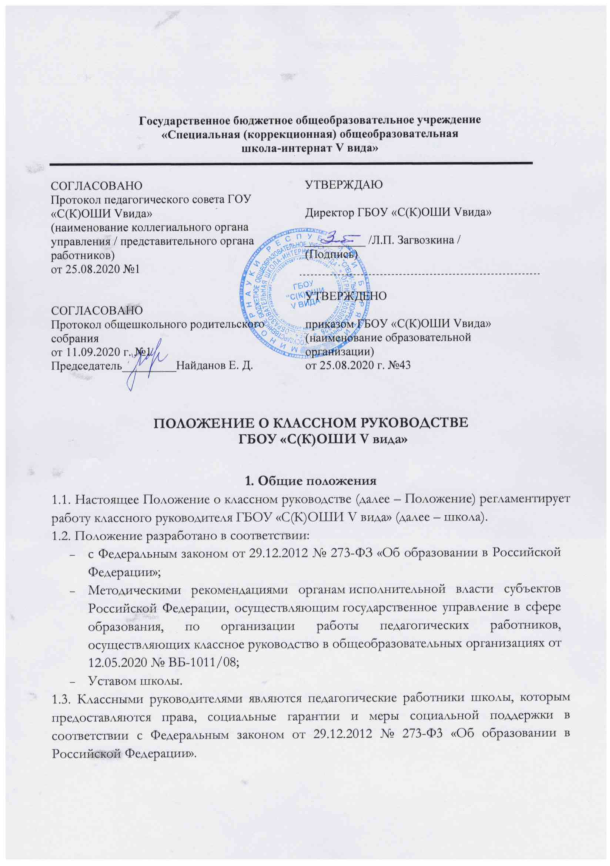 Государственное бюджетное общеобразовательное учреждение
«Специальная (коррекционная) общеобразовательная
школа-интернат V вида»
СОГЛАСОВАНО
Протокол педагогического совета ГОУ
«С(К)ОШИ Vвида»
(наименование коллегиального органа
управления / представительного органа
работников)
от 25.08.2020 №1
УТВЕРЖДАЮ
Директор ГБОУ «С(К)ОШИ Vвида»
/Л.П. Загвозкина /
(Подпись)
ГБОУ
"С(К)ОШИ
V ВИДА"
СОГЛАСОВАНО
Протокол общешкольного родительского
собрания
от 11.09.2020 г. №1
Председатель_________Найданов Е. Д.
УТВЕРЖДЕНО
приказом ГБОУ «С(К)ОШИ Vвида»
(наименование образовательной
организации)
от 25.08.2020 г. №43
ПОЛОЖЕНИЕ О КЛАССНОМ РУКОВОДСТВЕ
ГБОУ «С(К)ОШИ V вида»
1. Общие положения
1.1. Настоящее Положение о классном руководстве (далее – Положение) регламентирует
работу классного руководителя ГБОУ «С(К)ОШИ V вида» (далее – школа).
1.2. Положение разработано в соответствии:
- с Федеральным законом от 29.12.2012 № 273-ФЗ «Об образовании в Российской
Федерации»;
- Методическими рекомендациями органам исполнительной власти субъектов
Российской Федерации, осуществляющим государственное управление в сфере
образования, по организации работы педагогических работников,
осуществляющих классное руководство в общеобразовательных организациях от
12.05.2020 № ВБ-1011/08;
- Уставом школы.
1.3. Классными руководителями являются педагогические работники школы, которым
предоставляются права, социальные гарантии и меры социальной поддержки в
соответствии с Федеральным законом от 29.12.2012 № 273-ФЗ «Об образовании в
Российской Федерации».